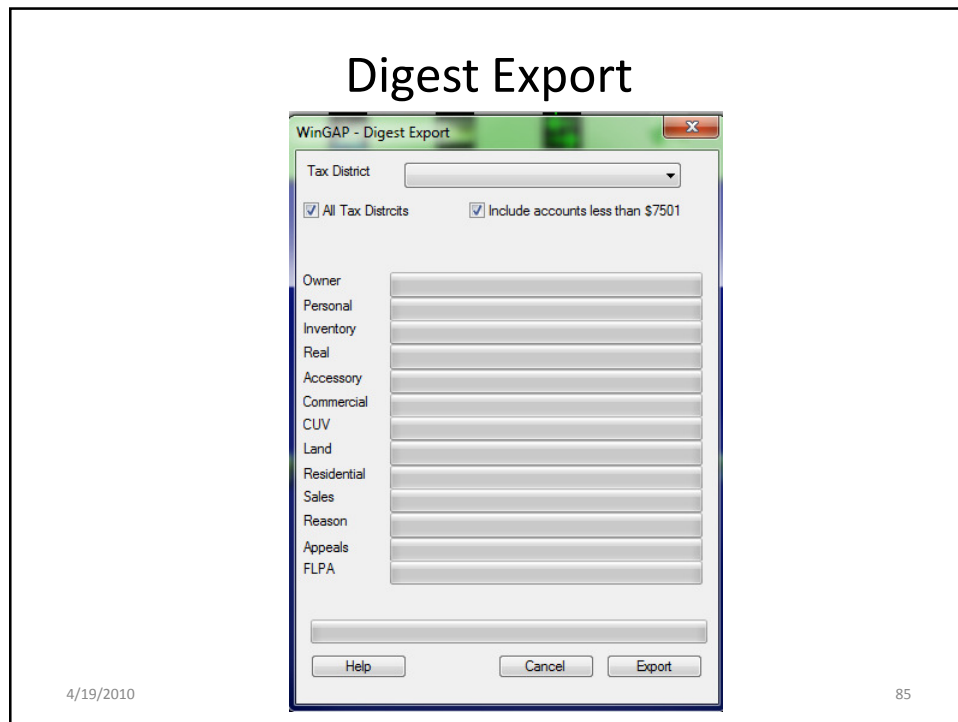 Digest Export
WinGAP - Digest Export
x
Tax District
All Tax Distrcits Include accounts less than $7501
Owner
Personal
Inventory
Real
Accessory
Commercial
CUV
Land
Residential
Sales
Reason
Appeals
FLPA
Help Cancel Export
4/19/2010 85